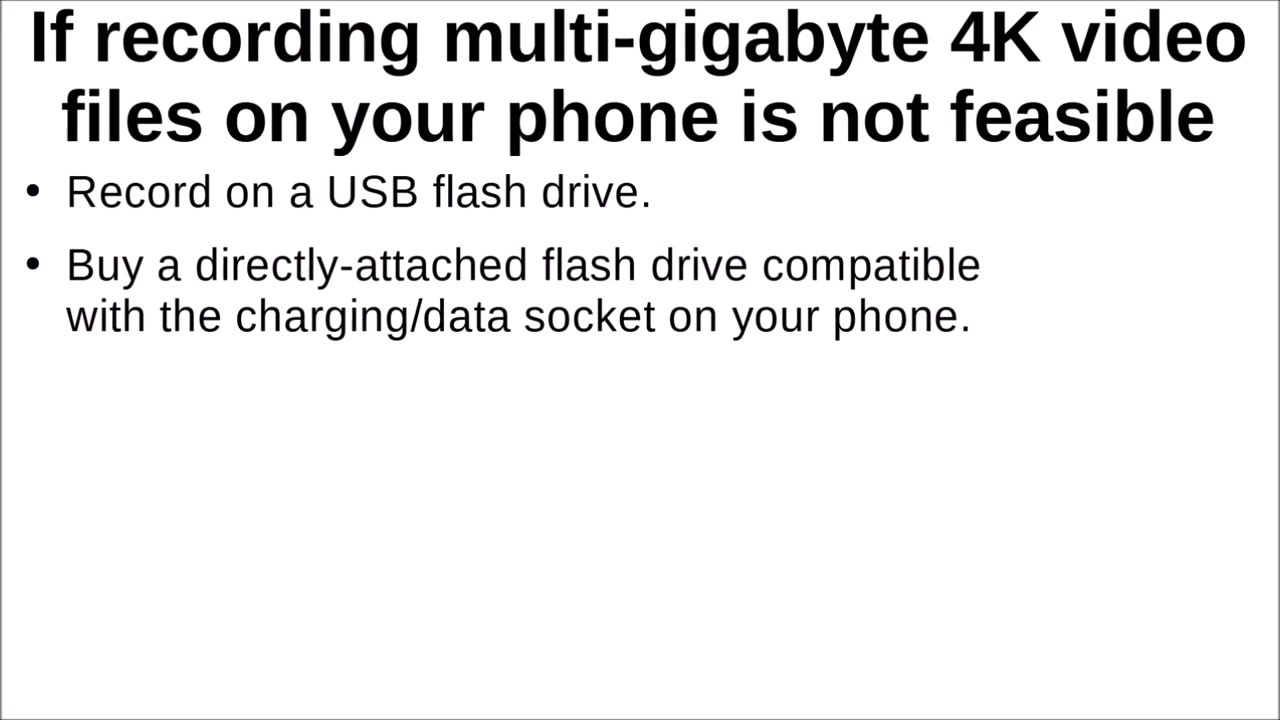 If recording multi-gigabyte 4K video
files on your phone is not feasible
• Record on a USB flash drive.
• Buy a directly-attached flash drive compatible
with the charging/data socket on your phone.